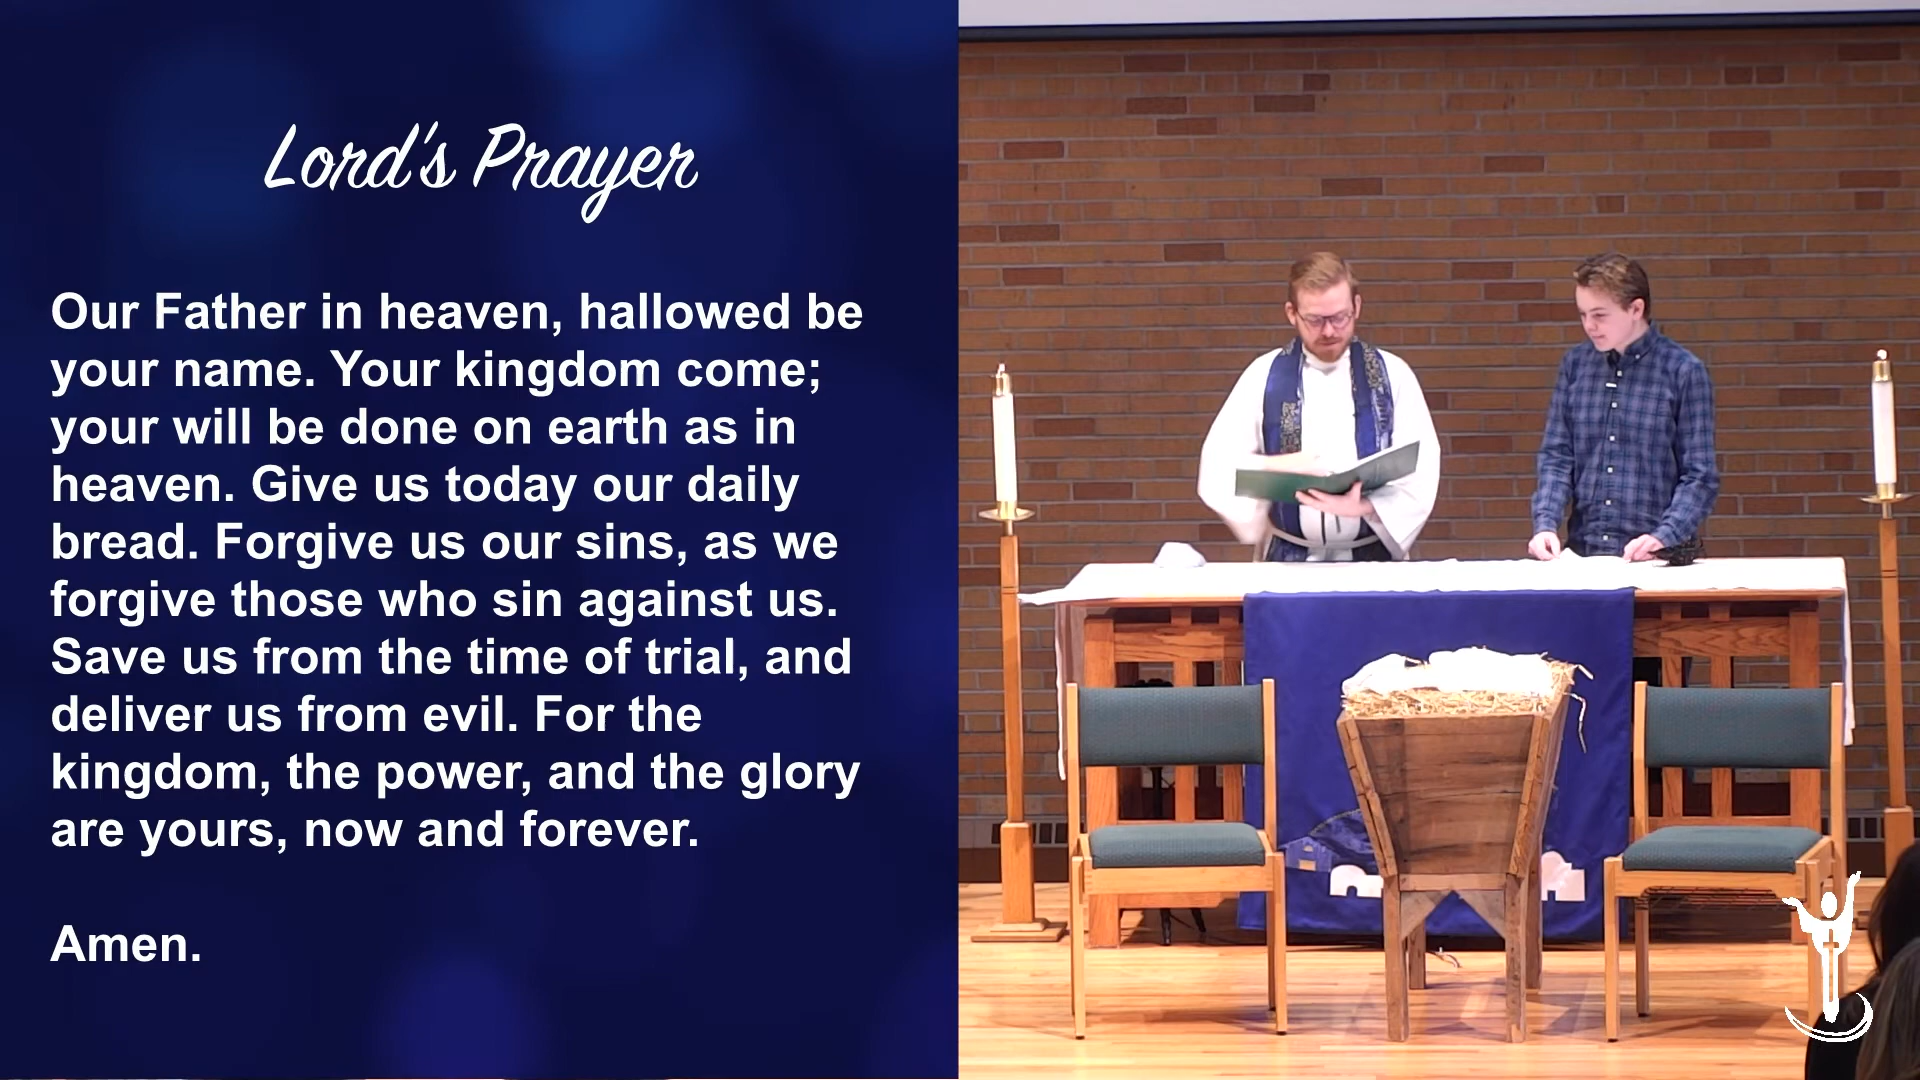 Lord's Prayer
Our Father in heaven, hallowed be
your name. Your kingdom come;
your will be done on earth as in
heaven. Give us today our daily
bread. Forgive us our sins, as we
forgive those who sin against us.
Save us from the time of trial, and
deliver us from evil. For the
kingdom, the power, and the glory
are yours, now and forever.
Amen.